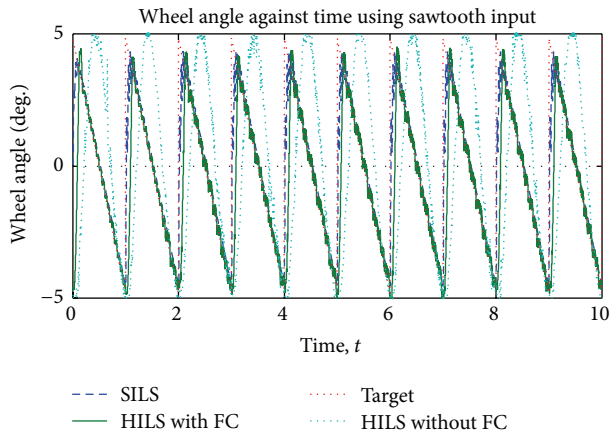 Wheel angle against time using sawtooth input
5
0
−5
Wheel angle (deg.)
0 2 4 6 8 10
Time, t
SILS
Target
HILS with FC
HILS without FC